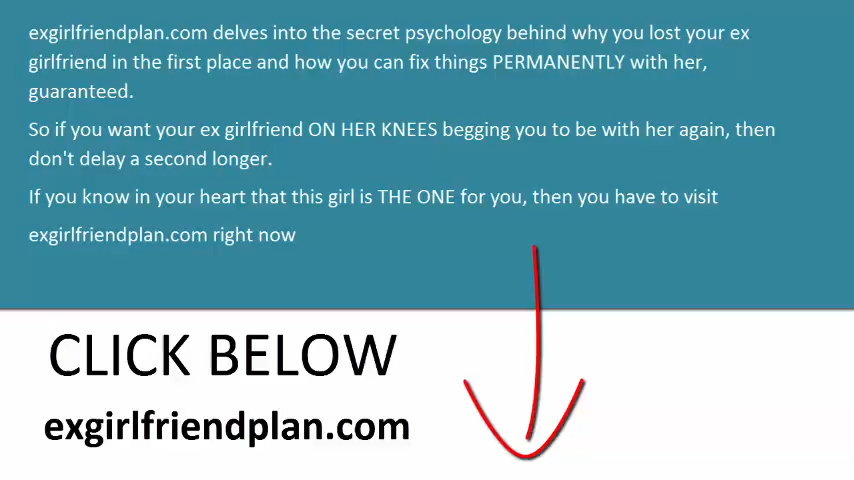 exgirlfriendplan.com delves into the secret psychology behind why you lost your ex
girlfriend in the first place and how you can fix things PERMANENTLY with her,
guaranteed.
So if you want your ex girlfriend ON HER KNEES begging you to be with her again, then
don't delay a second longer.
If you know in your heart that this girl is THE ONE for you, then you have to visit
exgirlfriendplan.com right now
CLICK BELOW
exgirlfriendplan.com